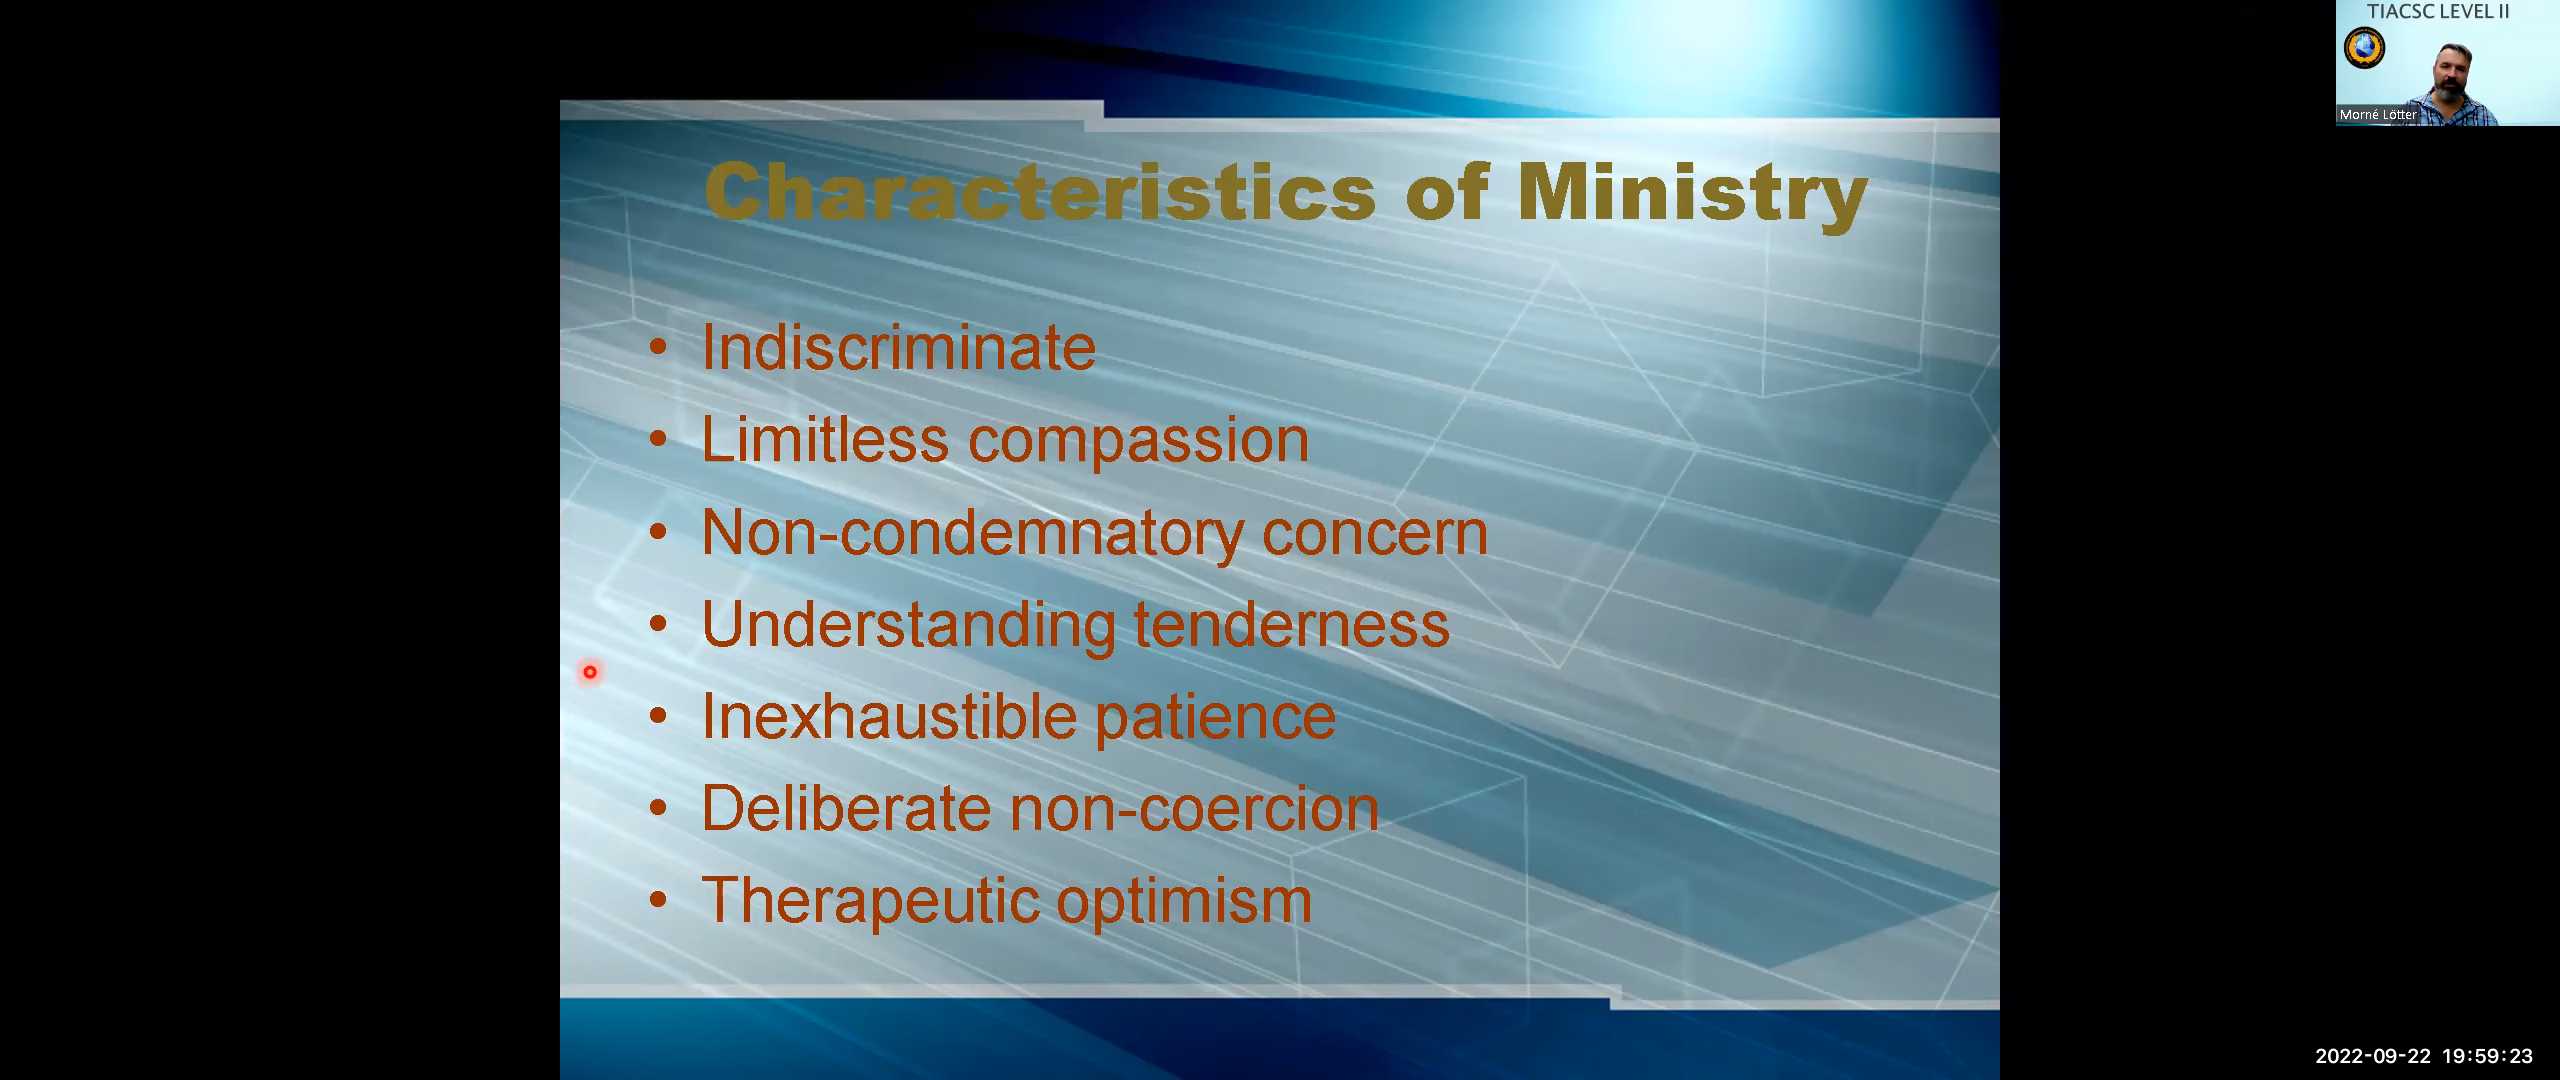 TIACSC LEVEL II
Morné Lötter
Characteristics of Ministry
• Indiscriminate
• Limitless compassion
• Non-condemnatory concern
• Understanding tenderness
• Inexhaustible patience
• Deliberate non-coercion
• Therapeutic optimism
2022-09-22 19:59:23